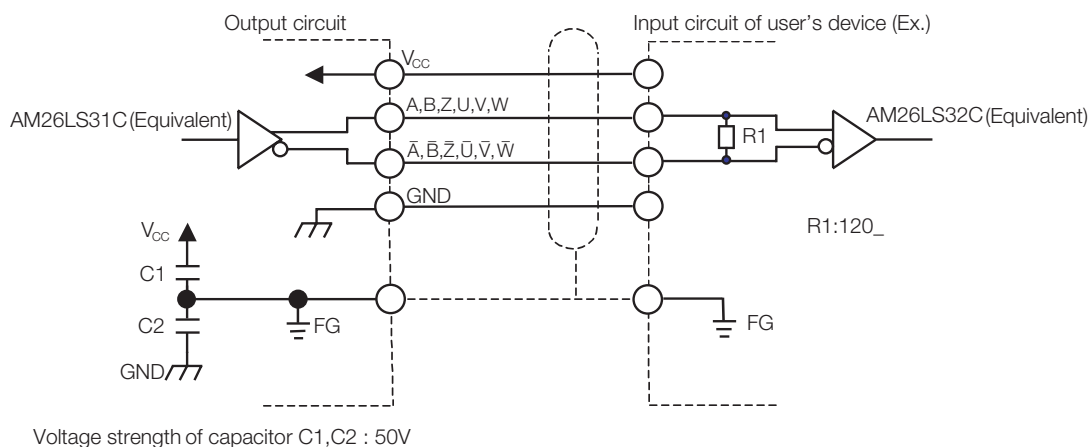 Output circuit
Input circuit of user's device (Ex.)
VCC
A,B,Z,U,V,W
AM26LS31C(Equivalent)
AM26LS32C(Equivalent)
R1
A̅,B̅,Z̅,U̅,V̅,W̅
GND
R1:120_
VCC
C1
C2
FG
FG
GND
Voltage strength of capacitor C1,C2 : 50V